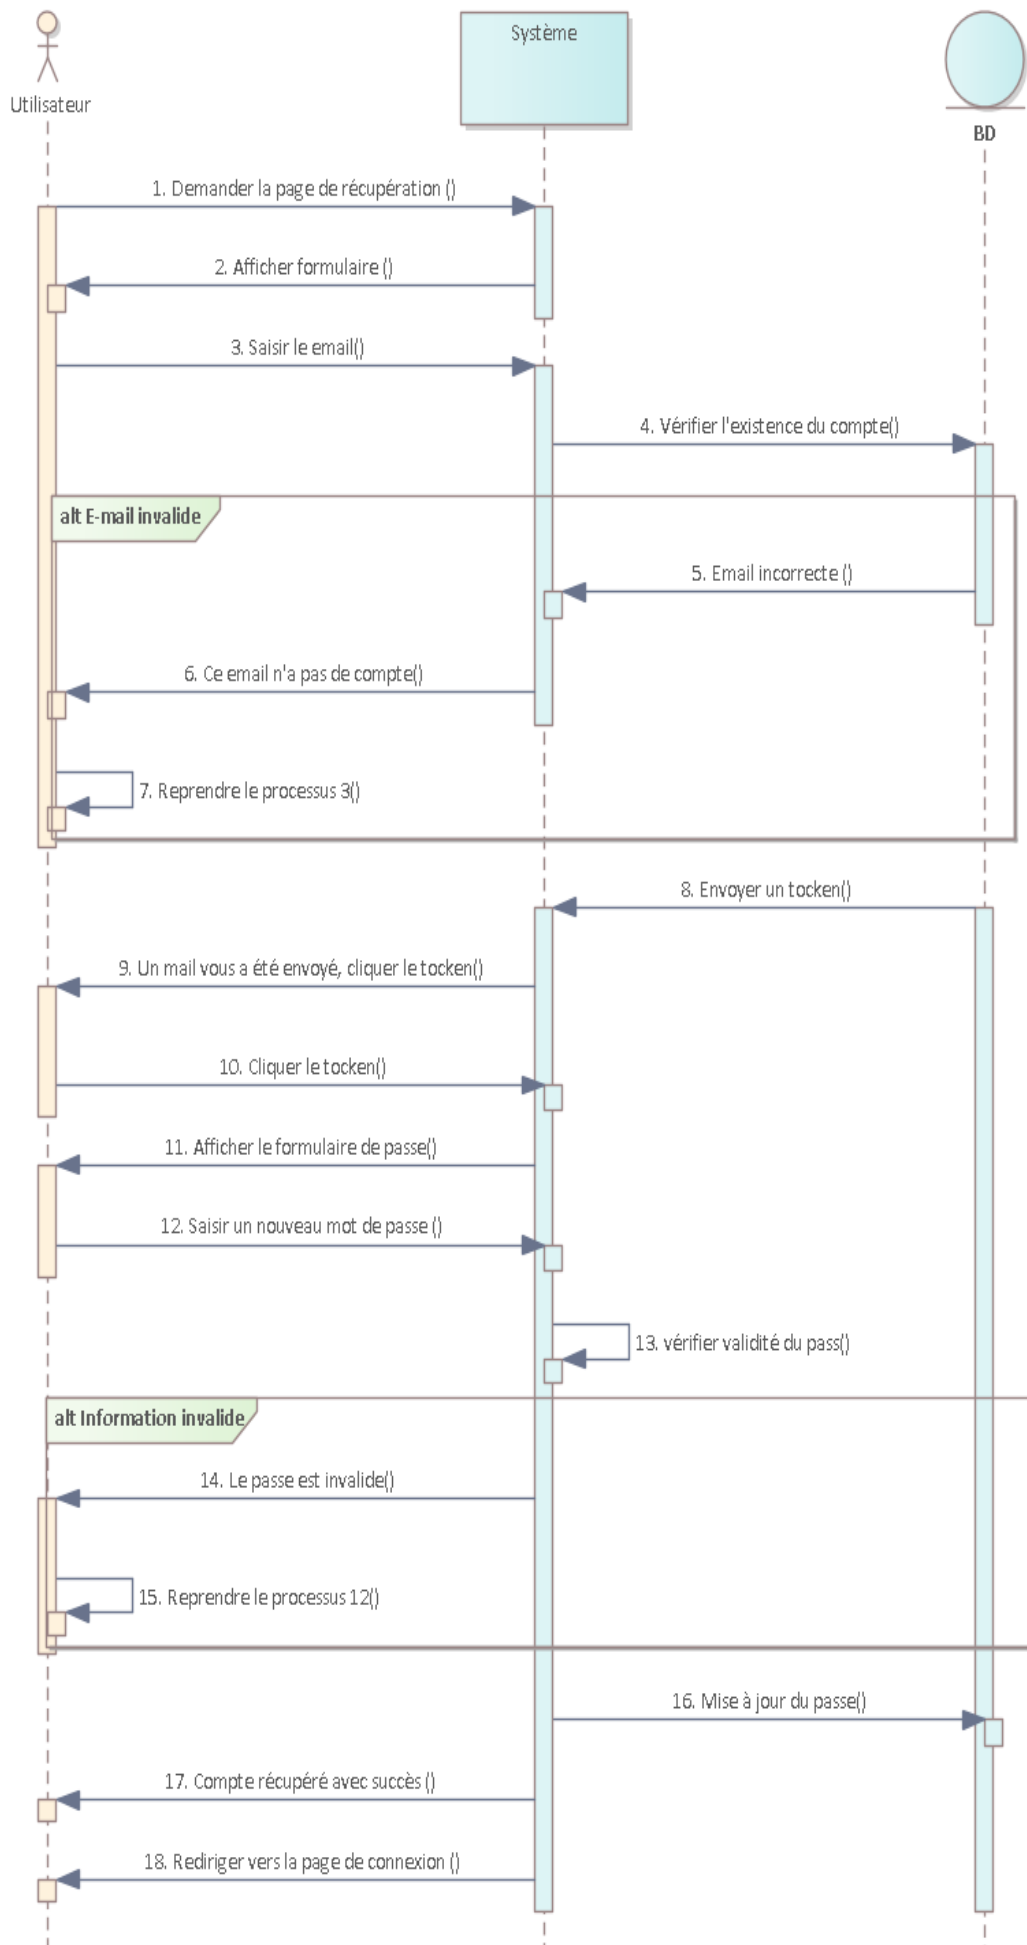 Système
Utilisateur
BD
1. Demander la page de récupération ()
2. Afficher formulaire ()
3. Saisir le email()
4. Vérifier l'existence du compte()
alt E-mail invalide
5. Email incorrecte ()
6. Ce email n'a pas de compte()
7. Reprendre le processus 3()
8. Envoyer un tocken()
9. Un mail vous a été envoyé, cliquer le tocken()
10. Cliquer le tocken()
11. Afficher le formulaire de passe()
12. Saisir un nouveau mot de passe ()
13. vérifier validité du pass()
alt Information invalide
14. Le passe est invalide()
15. Reprendre le processus 12()
16. Mise à jour du passe()
17. Compte récupéré avec succès ()
18. Rediriger vers la page de connexion ()